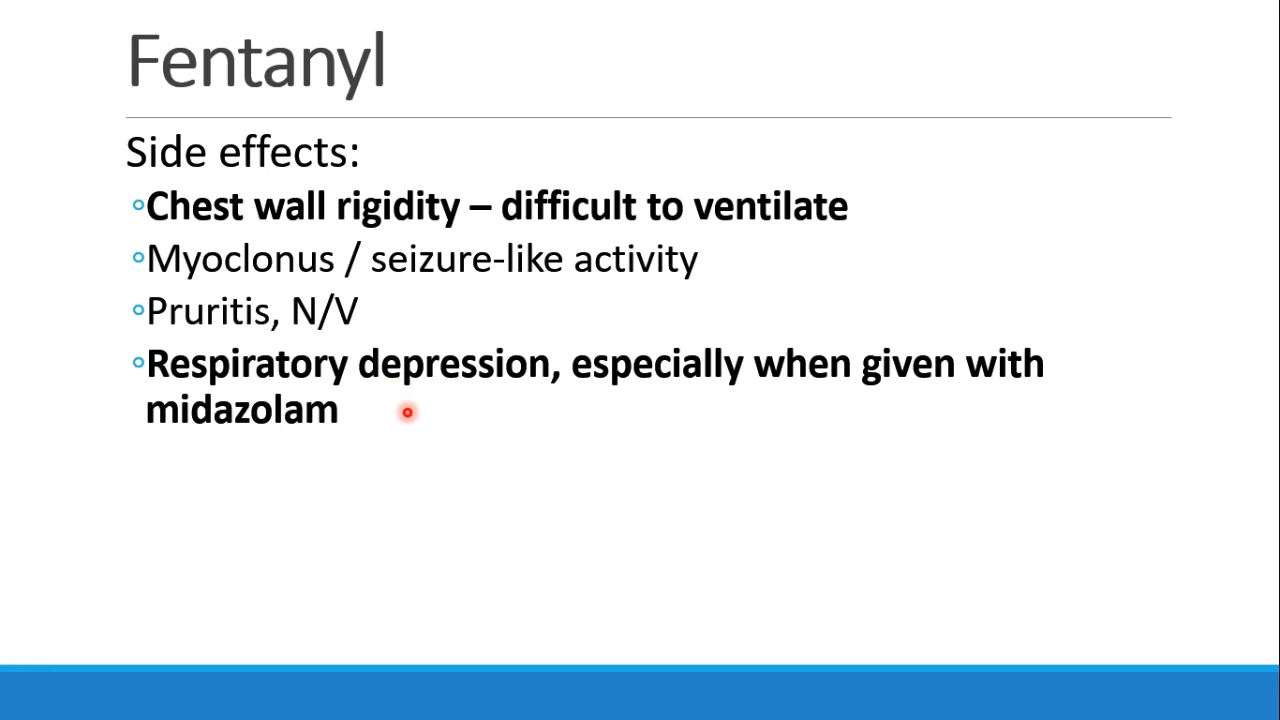 Fentanyl
Side effects:
◦Chest wall rigidity – difficult to ventilate
◦Myoclonus / seizure-like activity
◦Pruritis, N/V
◦Respiratory depression, especially when given with
midazolam